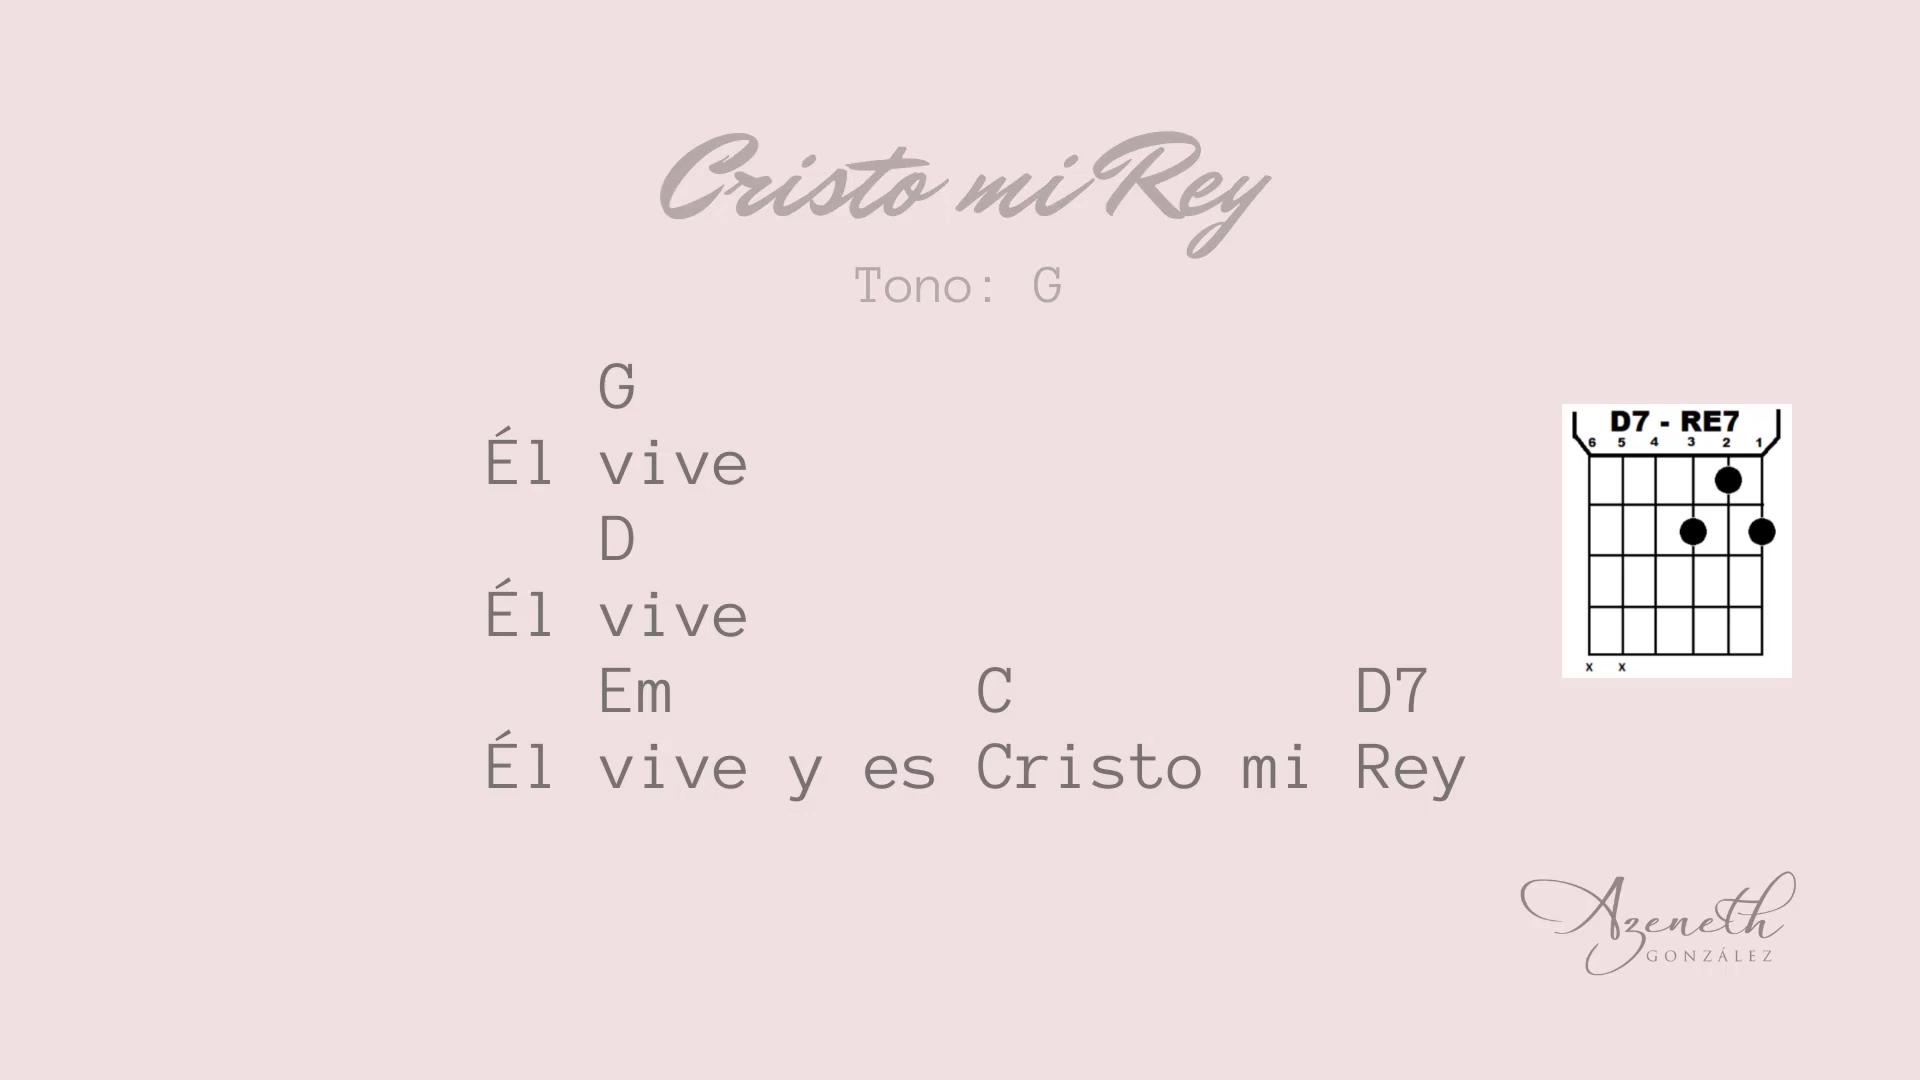 Cristo mi Rey
Tono: G
G
Él vive
D
Él vive
Em C D7
Él vive y es Cristo mi Rey
D7 - RE7
6 5 4 3 2 1
x x
Azeneth
GONZÁLEZ